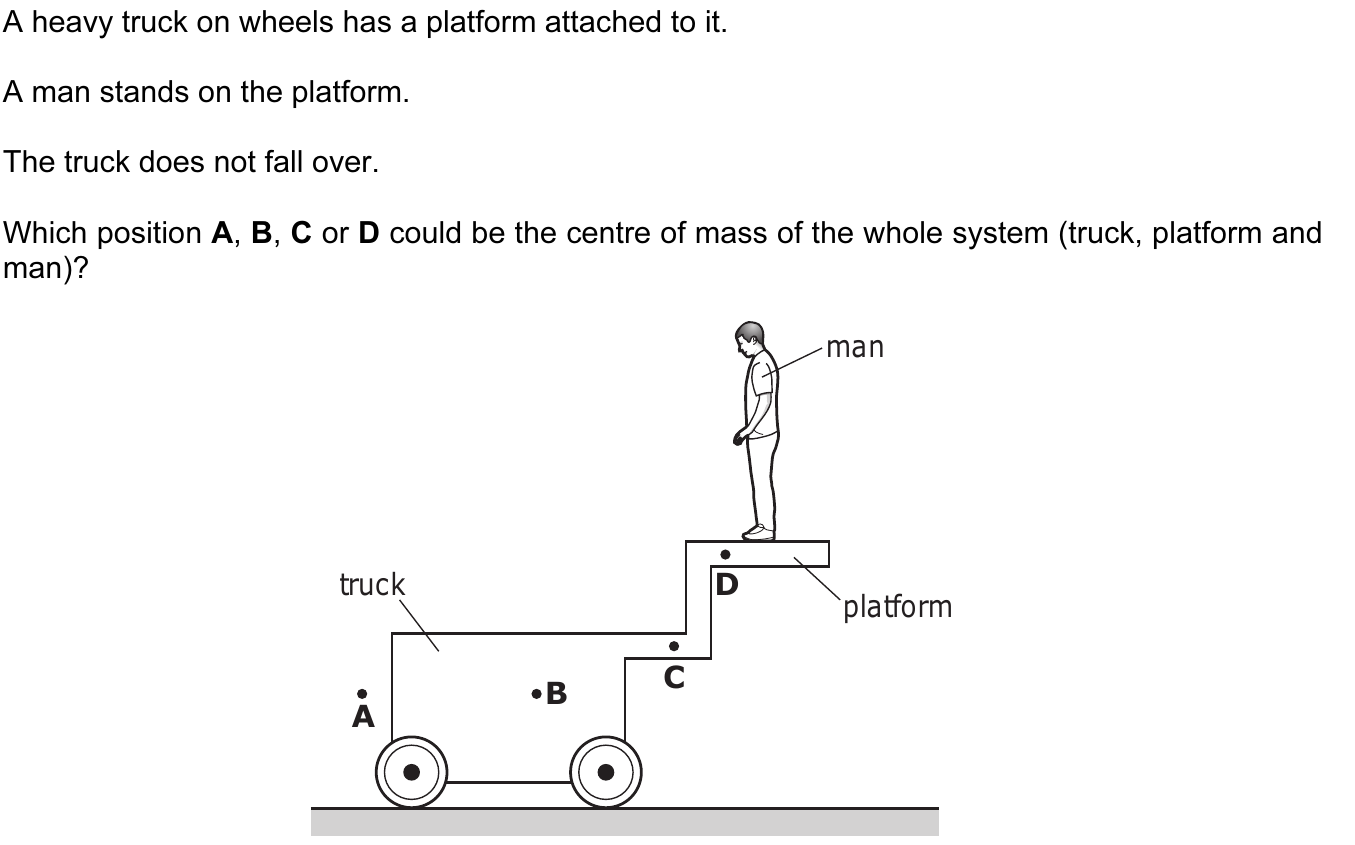 A heavy truck on wheels has a platform attached to it.
A man stands on the platform.
The truck does not fall over.
Which position A, B, C or D could be the centre of mass of the whole system (truck, platform and
man)?
man
D
truck
platform
B
C
A